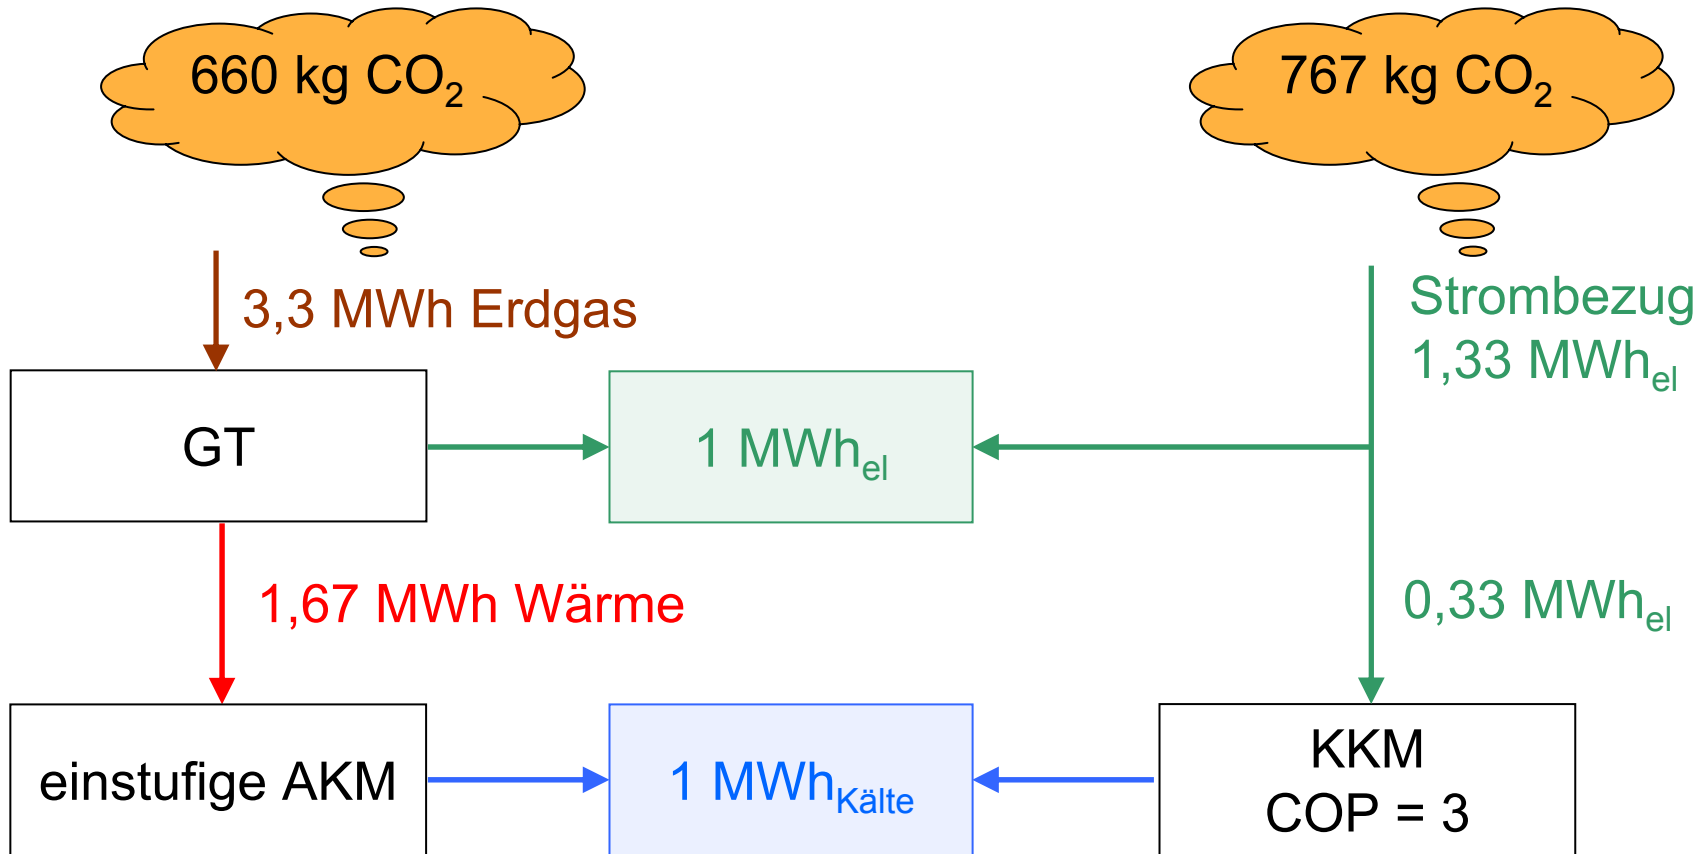 660 kg CO₂
767 kg CO₂
3,3 MWh Erdgas
Strombezug
1,33 MWhel
GT
1 MWhel
1,67 MWh Wärme
0,33 MWhel
einstufige AKM
1 MWhKälte
KKM
COP = 3